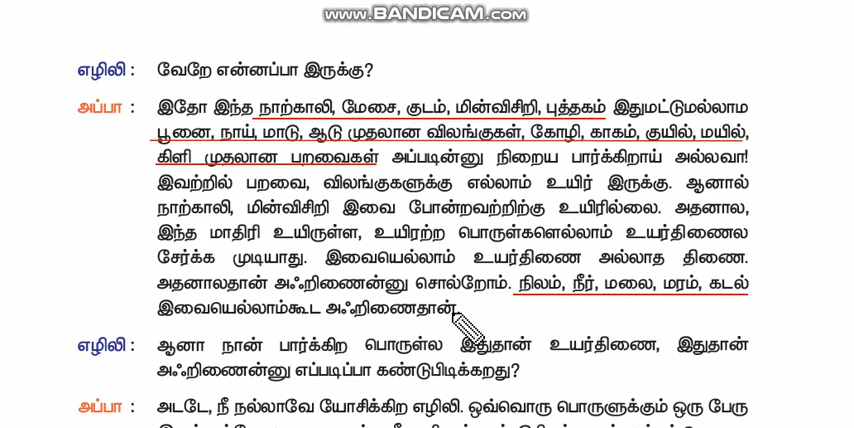 www.BANDICAM.com
எழிலி : வேறே என்னப்பா இருக்கு?
அப்பா : இதோ இந்த நாற்காலி, மேசை, குடம், மின்விசிறி, புத்தகம் இதுமட்டுமல்லாம
பூனை, நாய், மாடு, ஆடு முதலான விலங்குகள், கோழி, காகம், குயில், மயில்,
கிளி முதலான பறவைகள் அப்படின்னு நிறைய பார்க்கிறாய் அல்லவா!
இவற்றில் பறவை, விலங்குகளுக்கு எல்லாம் உயிர் இருக்கு. ஆனால்
நாற்காலி, மின்விசிறி இவை போன்றவற்றிற்கு உயிரில்லை. அதனால,
இந்த மாதிரி உயிருள்ள, உயிரற்ற பொருள்களெல்லாம் உயர்திணைல
சேர்க்க முடியாது. இவையெல்லாம் உயர்திணை அல்லாத திணை.
அதனாலதான் அஃறிணைன்னு சொல்றோம். நிலம், நீர், மலை, மரம், கடல்
இவையெல்லாம்கூட அஃறிணைதான்.
எழிலி : ஆனா நான் பார்க்கிற பொருள்ல இதுதான் உயர்திணை, இதுதான்
அஃறிணைன்னு எப்படிப்பா கண்டுபிடிக்கறது?
அப்பா : அடடே, நீ நல்லாவே யோசிக்கிற எழிலி. ஒவ்வொரு பொருளுக்கும் ஒரு பேரு